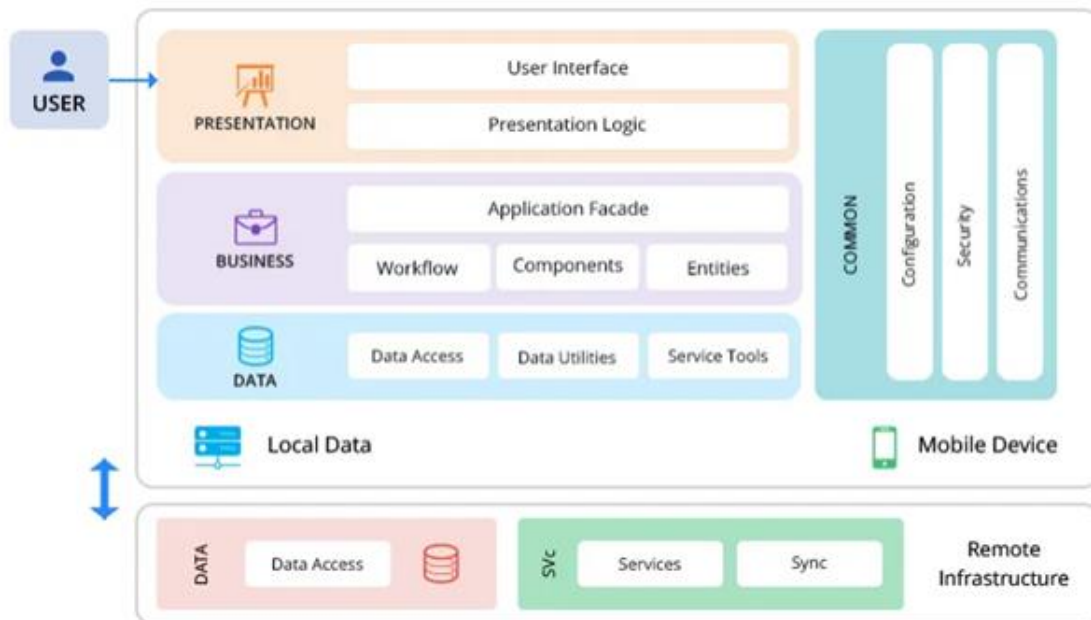 USER
PRESENTATION
User Interface
Presentation Logic
BUSINESS
Application Facade
Workflow
Components
Entities
DATA
Data Access
Data Utilities
Service Tools
COMMON
Configuration
Security
Communications
Local Data
Mobile Device
DATA
Data Access
SVc
Services
Sync
Remote
Infrastructure